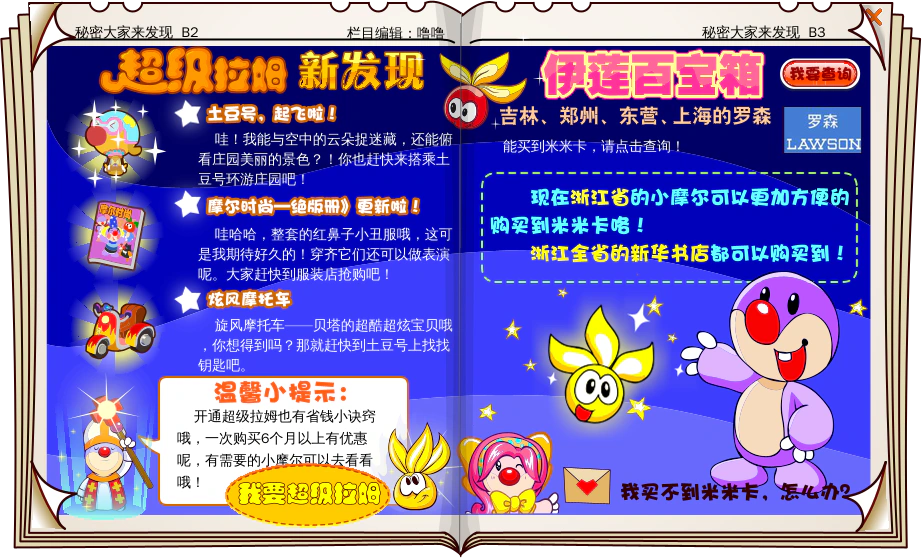 秘密大家来发现 B2
栏目编辑：噜噜
超级拉姆 新发现
土豆号，起飞啦！
哇！我能与空中的云朵捉迷藏，还能俯
看庄园美丽的景色？！你也赶快来搭乘土
豆号环游庄园吧！
摩尔时尚
摩尔时尚—绝版册》更新啦！
哇哈哈，整套的红鼻子小丑服哦，这可
是我期待好久的！穿齐它们还可以做表演
呢。大家赶快到服装店抢购吧！
炫风摩托车
旋风摩托车——贝塔的超酷超炫宝贝哦
，你想得到吗？那就赶快到土豆号上找找
钥匙吧。
温馨小提示：
开通超级拉姆也有省钱小诀窍
哦，一次购买6个月以上有优惠
呢，有需要的小摩尔可以去看看
哦！
我要超级拉姆
秘密大家来发现 B3
伊莲百宝箱
我要查询
吉林、郑州、东营、上海的罗森
能买到米米卡，请点击查询！
罗森
LAWSON
现在浙江省的小摩尔可以更加方便的
购买到米米卡咯！
浙江全省的新华书店都可以购买到！
我买不到米米卡，怎么办？